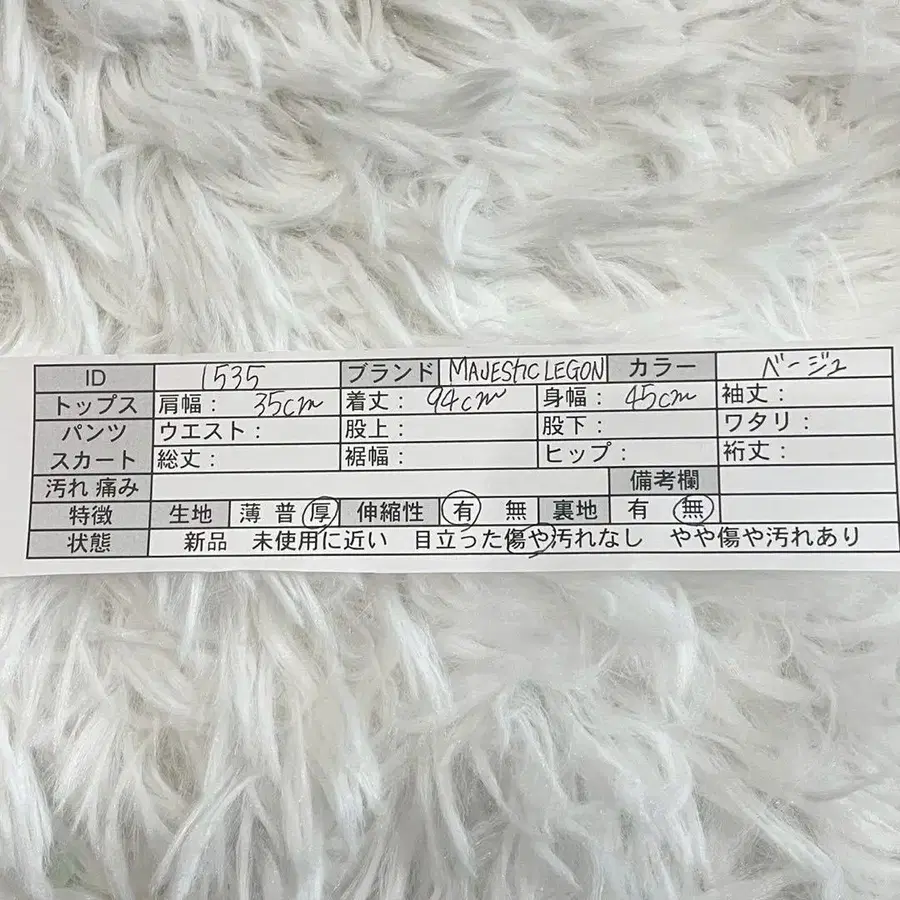 ID 1535 ブランド MAJESTIC LEGON カラー ベージュ
トップス 肩幅： 35cm 着丈： 94cm 身幅： 45cm 袖丈：
パンツ ウエスト： 股上： 股下： ワタリ：
スカート 総丈： 裾幅： ヒップ： 裄丈：
汚れ 痛み 備考欄
特徴 生地 薄 普 厚 伸縮性 有 無 裏地 有 無
状態 新品 未使用に近い 目立った傷や汚れなし やや傷や汚れあり